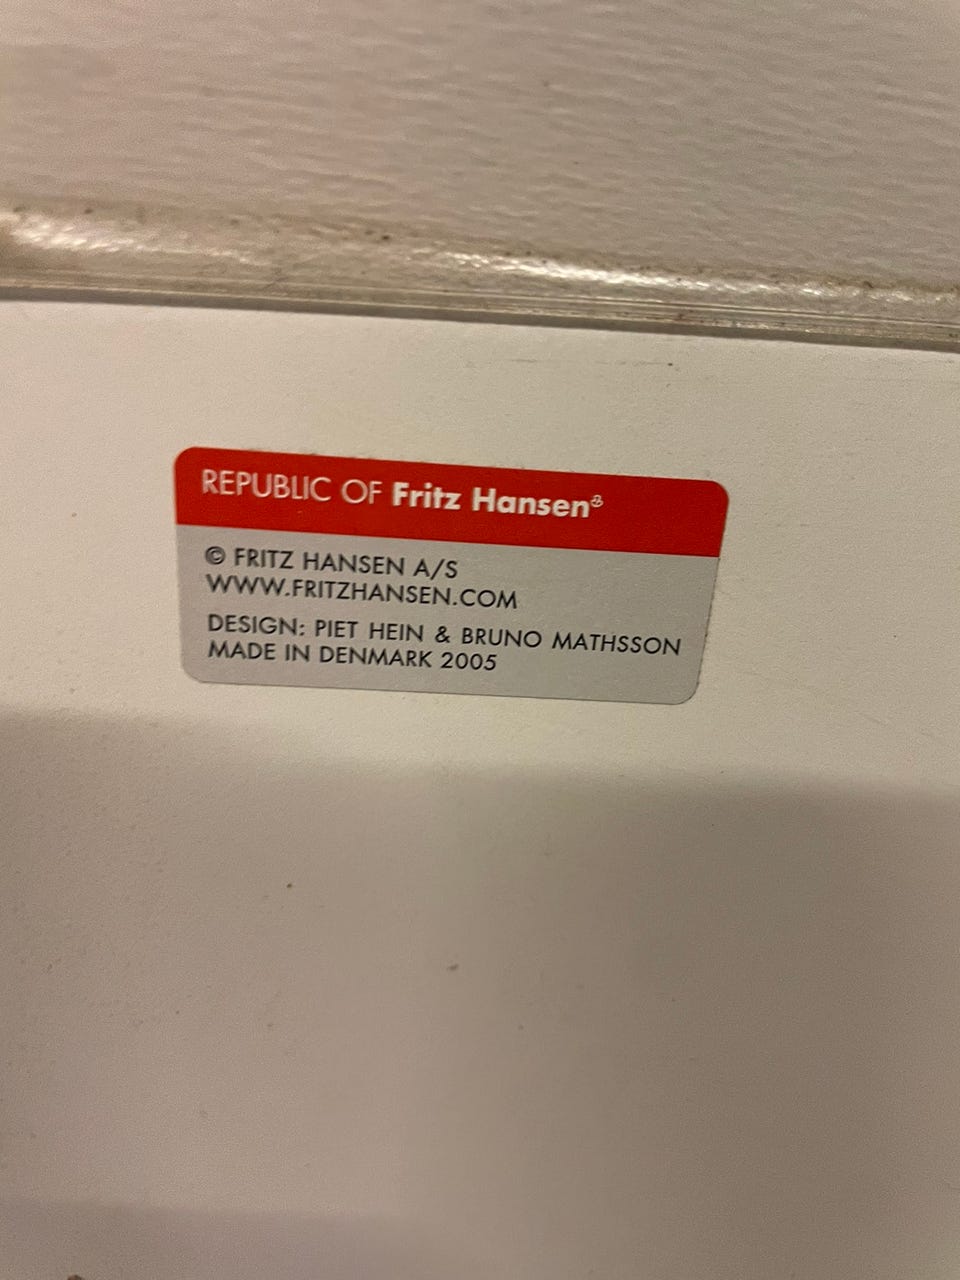 REPUBLIC OF Fritz Hansen®
© FRITZ HANSEN A/S
WWW.FRITZHANSEN.COM
DESIGN: PIET HEIN & BRUNO MATHSSON
MADE IN DENMARK 2005